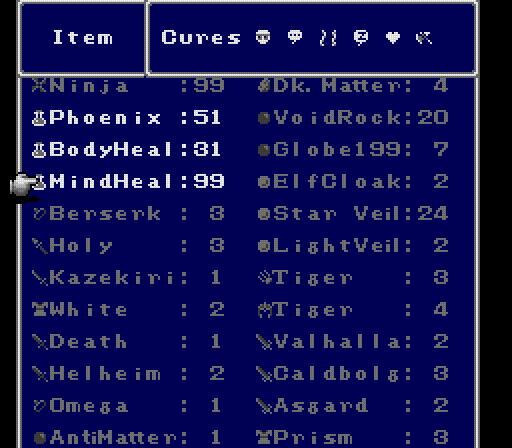 Item Cures
Ninja :99 Dk. Matter: 4
Phoenix :51 VoidRock:20
BodyHeal:31 Globe199: 7
MindHeal:99 ElfCloak: 2
Berserk : 3 Star Veil:24
Holy : 3 LightVeil: 2
Kazekiri: 1 Tiger : 3
White : 2 Tiger : 4
Death : 1 Valhalla: 2
Helheim : 2 Caldbolg: 3
Omega : 1 Asgard : 2
AntiMatter: 1 Prism : 3